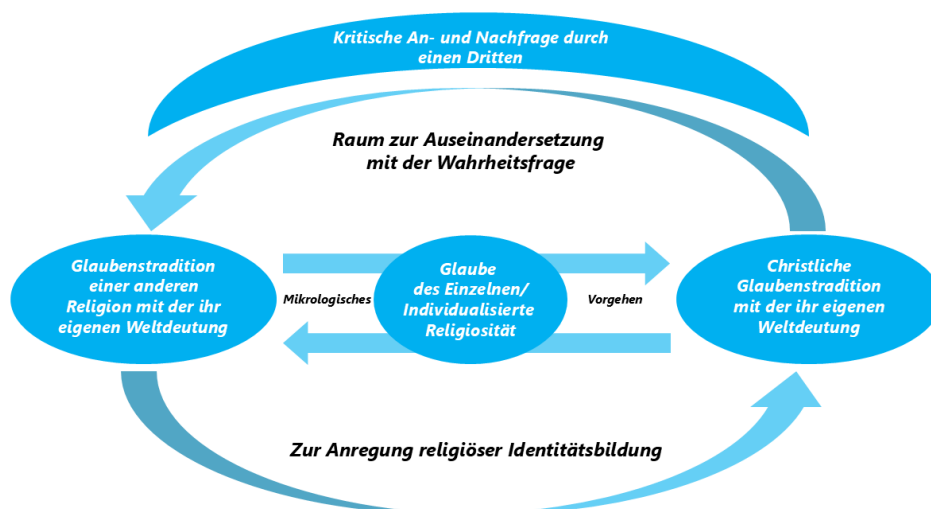 Kritische An- und Nachfrage durch
einen Dritten
Raum zur Auseinandersetzung
mit der Wahrheitsfrage
Glaubenstradition
einer anderen
Religion mit der ihr
eigenen Weltdeutung
Mikrologisches
Glaube
des Einzelnen/
Individualisierte
Religiosität
Vorgehen
Christliche
Glaubenstradition
mit der ihr eigenen
Weltdeutung
Zur Anregung religiöser Identitätsbildung